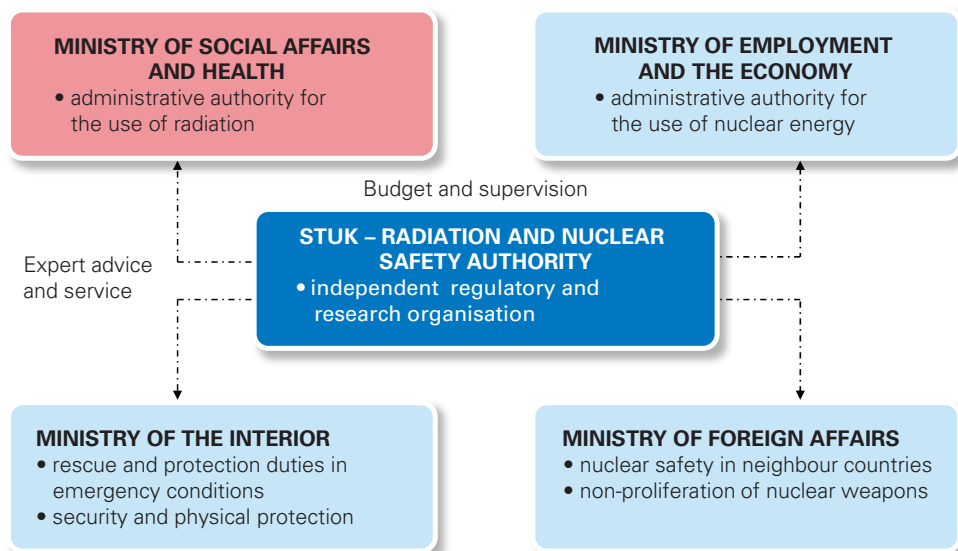 MINISTRY OF SOCIAL AFFAIRS
AND HEALTH
• administrative authority for
the use of radiation
MINISTRY OF EMPLOYMENT
AND THE ECONOMY
• administrative authority for
the use of nuclear energy
Budget and supervision
STUK – RADIATION AND NUCLEAR
SAFETY AUTHORITY
• independent regulatory and
research organisation
Expert advice
and service
MINISTRY OF THE INTERIOR
• rescue and protection duties in
emergency conditions
• security and physical protection
MINISTRY OF FOREIGN AFFAIRS
• nuclear safety in neighbour countries
• non-proliferation of nuclear weapons